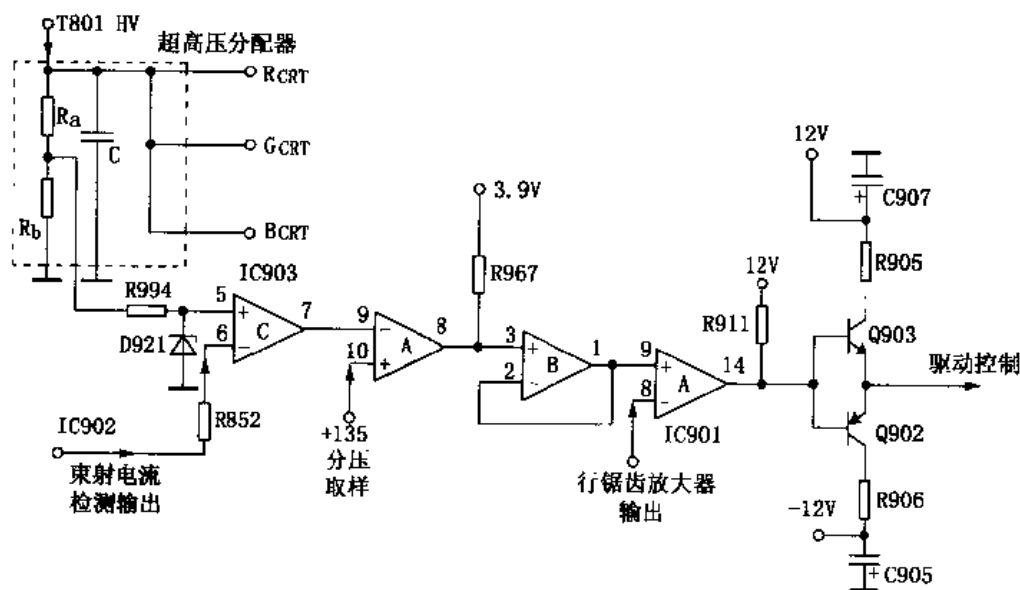 T801 HV
超高压分配器
RCRT
Ra
C
GCRT
Rb
BCRT
3.9V
12V
C907
IC903
R967
R905
R994
5
+
7
9
-
8
12V
R911
Q903
D921
6
-
C
A
10
+
3
+
1
B
2
-
9
+
14
A
8
-
驱动控制
IC902
R852
+135
分压
取样
IC901
Q902
束射电流
检测输出
行锯齿放大器
输出
R906
-12V
+
C905
+